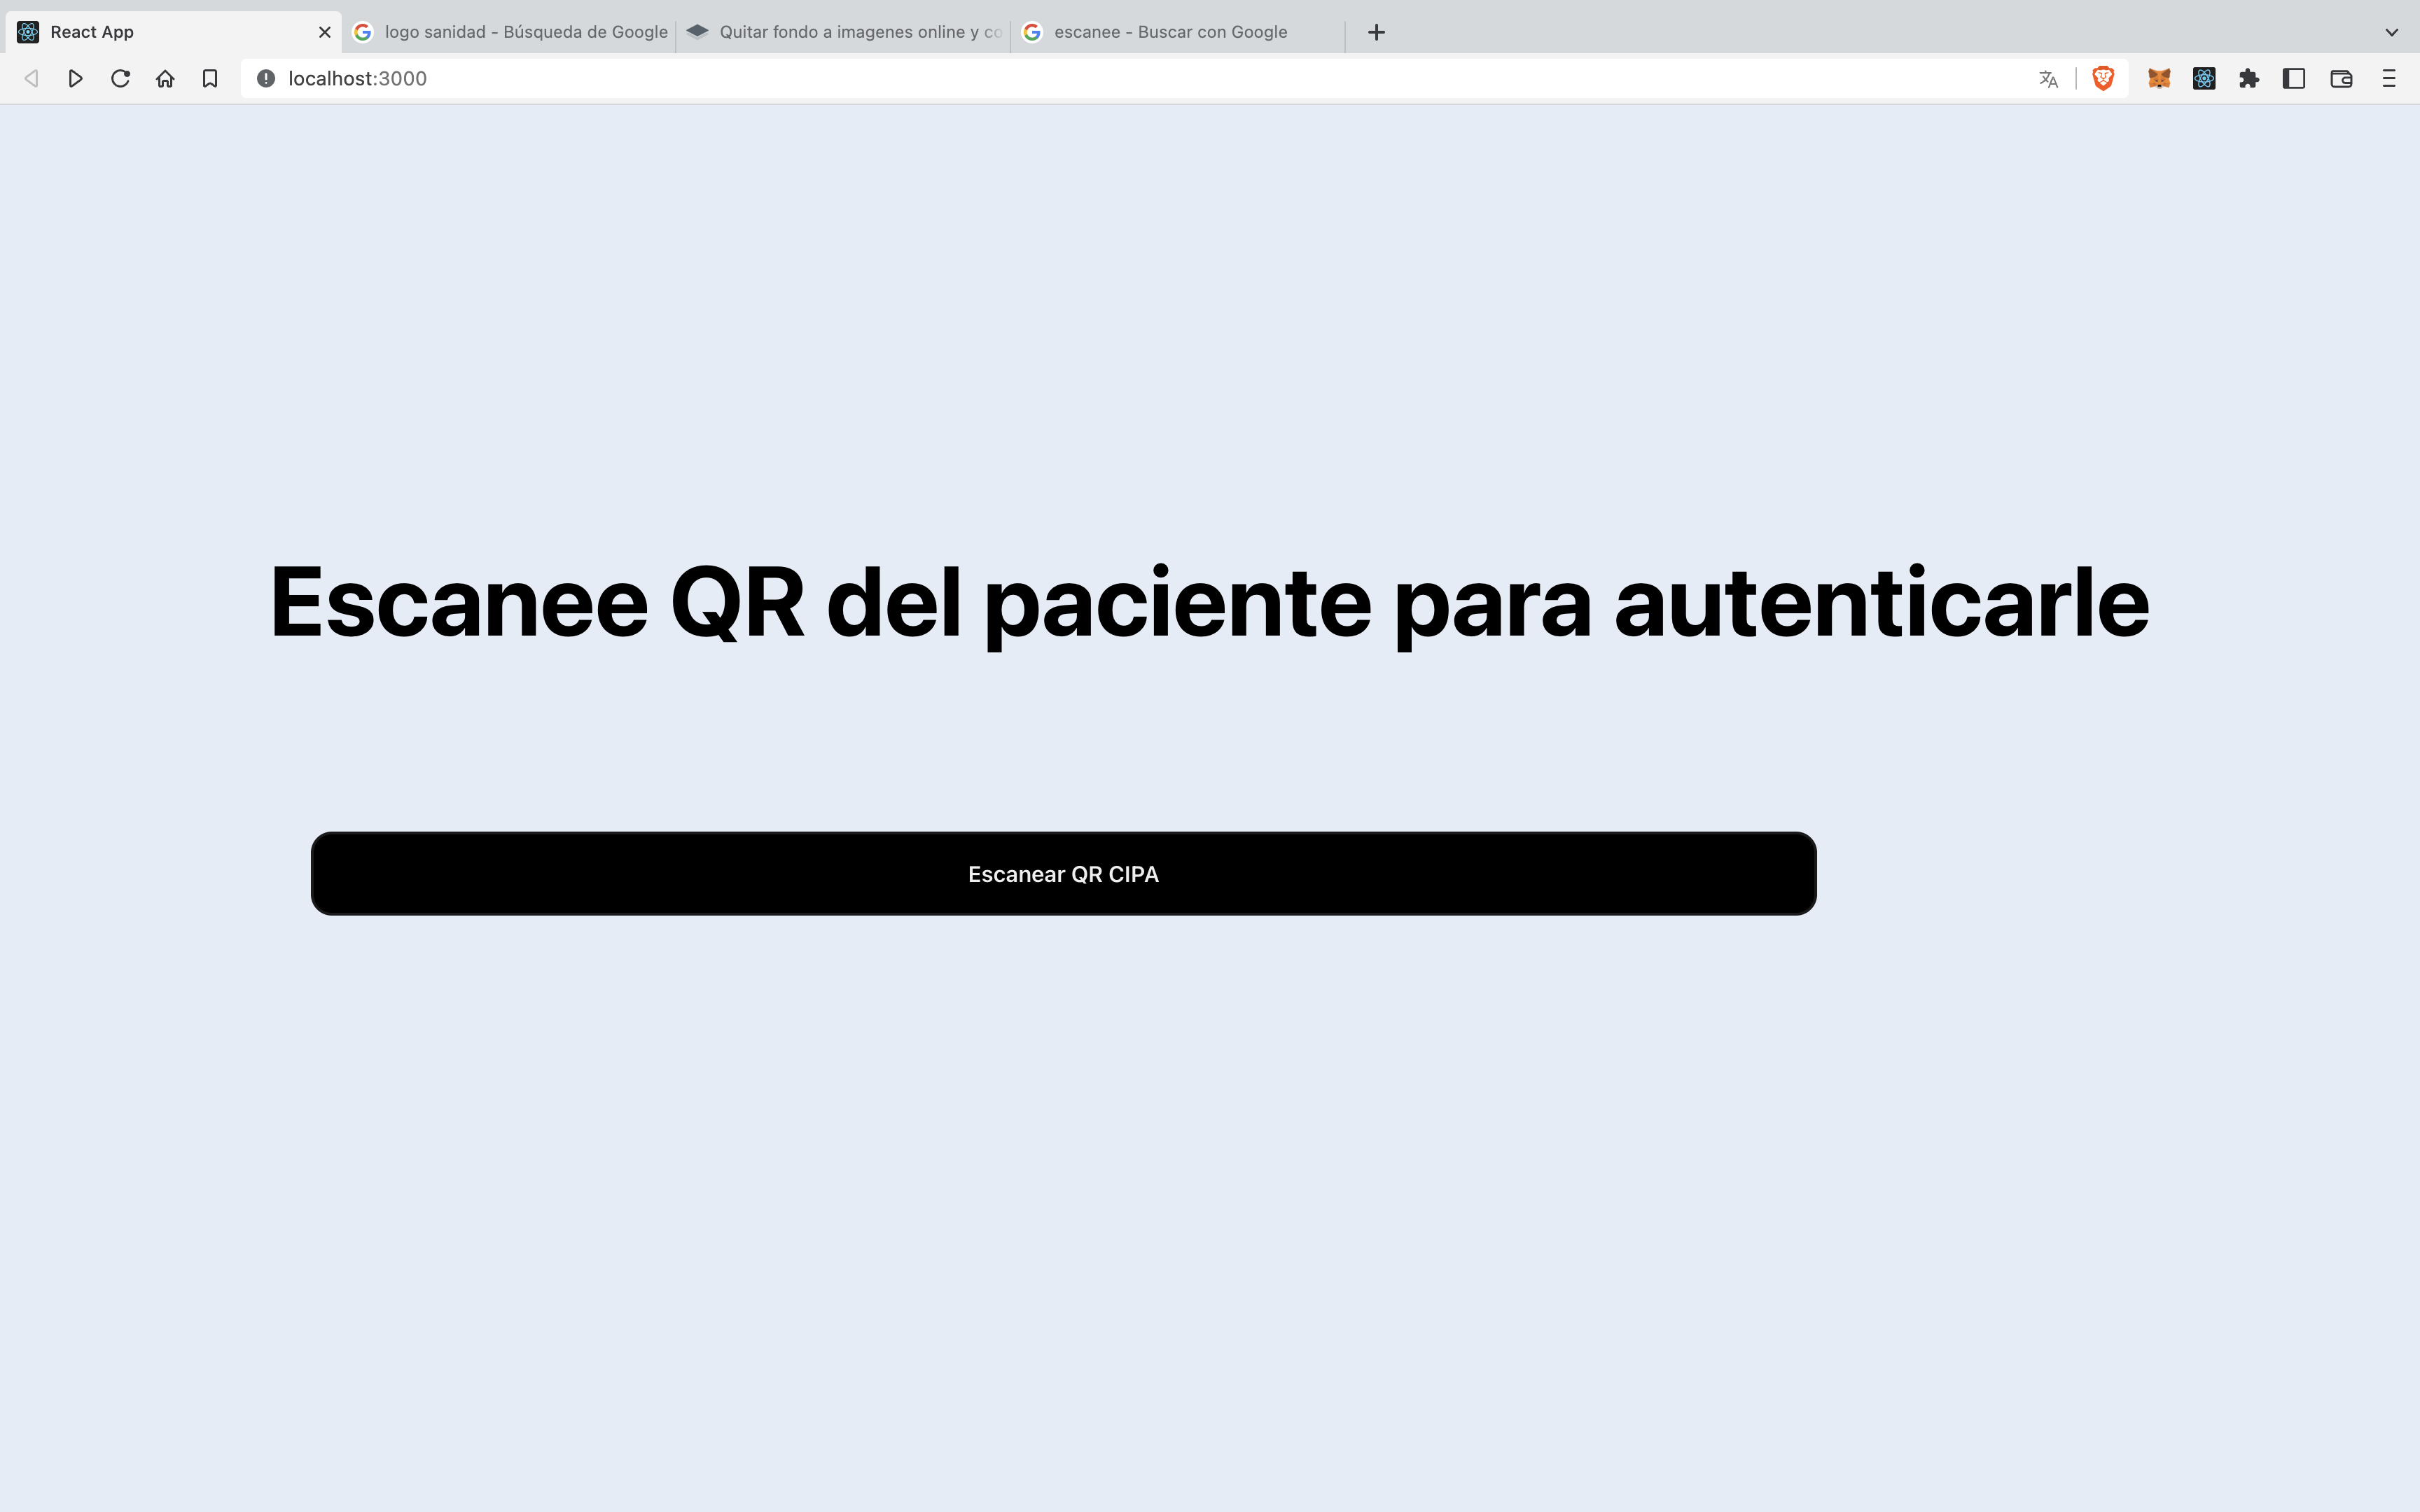 React App
logo sanidad - Búsqueda de Google
Quitar fondo a imagenes online y co
escanee - Buscar con Google
localhost:3000
Escanee QR del paciente para autenticarle
Escanear QR CIPA